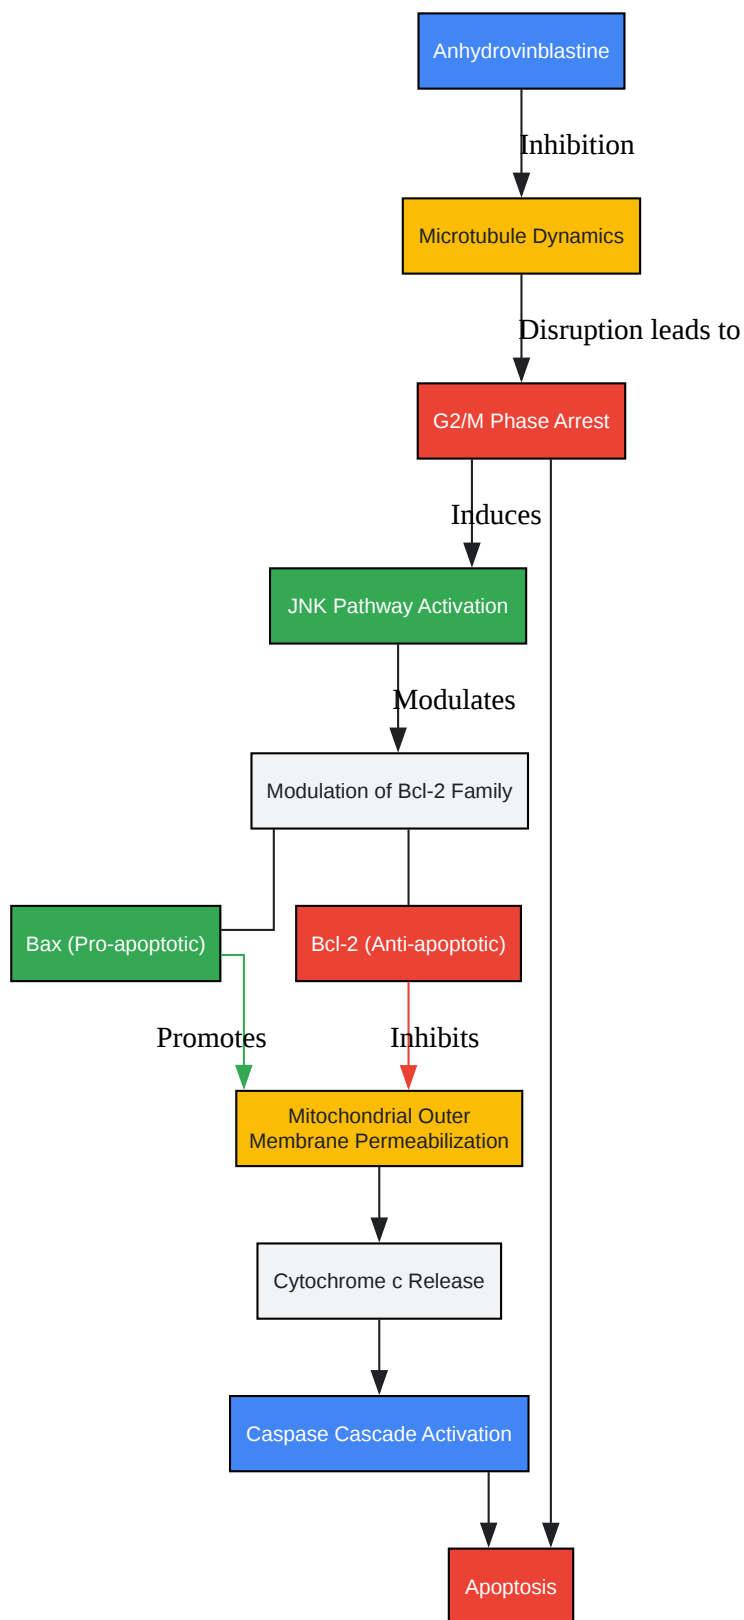 Anhydrovinblastine
Inhibition
Microtubule Dynamics
Disruption leads to
G2/M Phase Arrest
Induces
JNK Pathway Activation
Modulates
Modulation of Bcl-2 Family
Bax (Pro-apoptotic)
Bcl-2 (Anti-apoptotic)
Promotes
Inhibits
Mitochondrial Outer
Membrane Permeabilization
Cytochrome c Release
Caspase Cascade Activation
Apoptosis